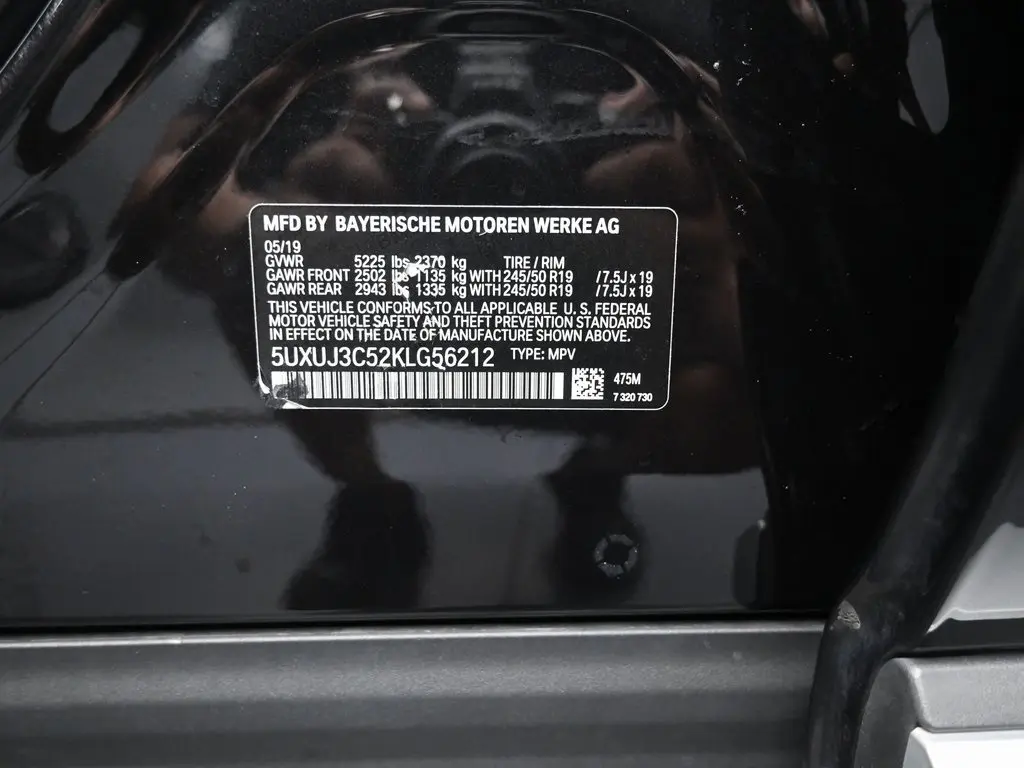 MFD BY BAYERISCHE MOTOREN WERKE AG
05/19
GVWR 5225 lbs 2370 kg TIRE / RIM
GAWR FRONT 2502 lbs 1135 kg WITH 245/50 R19 / 7.5J x 19
GAWR REAR 2943 lbs 1335 kg WITH 245/50 R19 / 7.5J x 19
THIS VEHICLE CONFORMS TO ALL APPLICABLE U. S. FEDERAL
MOTOR VEHICLE SAFETY AND THEFT PREVENTION STANDARDS
IN EFFECT ON THE DATE OF MANUFACTURE SHOWN ABOVE.
5UXUJ3C52KLG56212 TYPE: MPV
475M
7 320 730